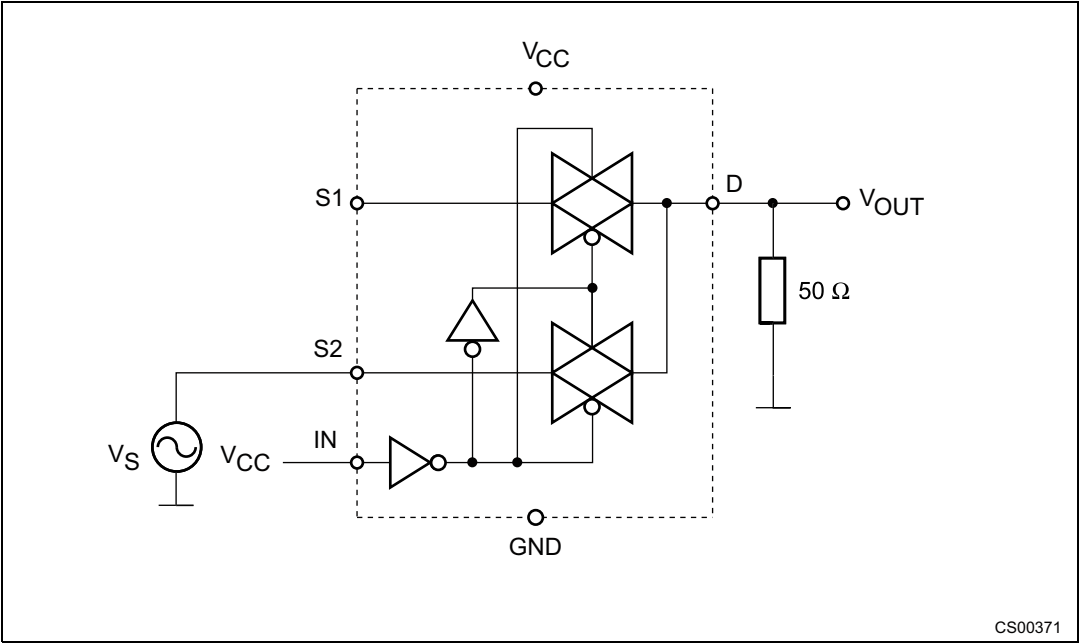 VCC
S1
D
VOUT
50 Ω
S2
IN
VS
VCC
GND
CS00371